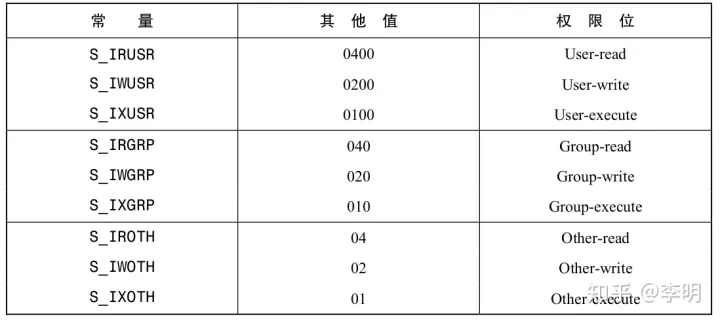 常 量 其 他 值 权 限 位
S_IRUSR 0400 User-read
S_IWUSR 0200 User-write
S_IXUSR 0100 User-execute
S_IRGRP 040 Group-read
S_IWGRP 020 Group-write
S_IXGRP 010 Group-execute
S_IROTH 04 Other-read
S_IWOTH 02 Other-write
S_IXOTH 01 Other-execute
知乎 @李明